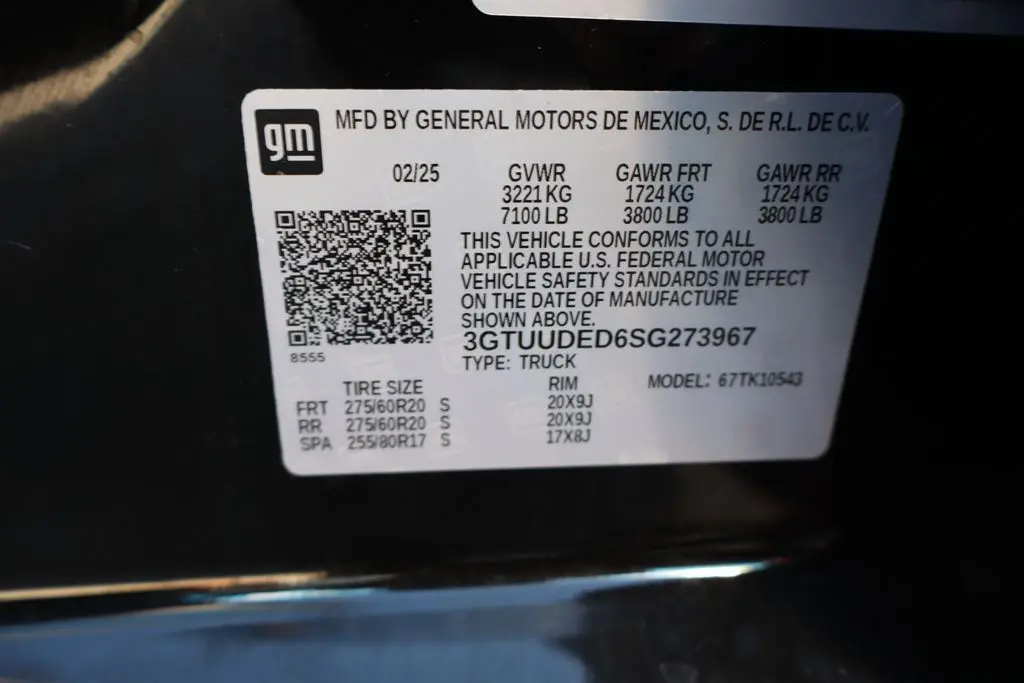 gm
MFD BY GENERAL MOTORS DE MEXICO, S. DE R.L. DE C.V.
02/25 GVWR GAWR FRT GAWR RR
3221 KG 1724 KG 1724 KG
7100 LB 3800 LB 3800 LB
THIS VEHICLE CONFORMS TO ALL
APPLICABLE U.S. FEDERAL MOTOR
VEHICLE SAFETY STANDARDS IN EFFECT
ON THE DATE OF MANUFACTURE
SHOWN ABOVE.
3GTUUDED6SG273967
8555
TYPE: TRUCK
TIRE SIZE RIM MODEL: 67TK10543
FRT 275/60R20 S 20X9J
RR 275/60R20 S 20X9J
SPA 255/80R17 S 17X8J